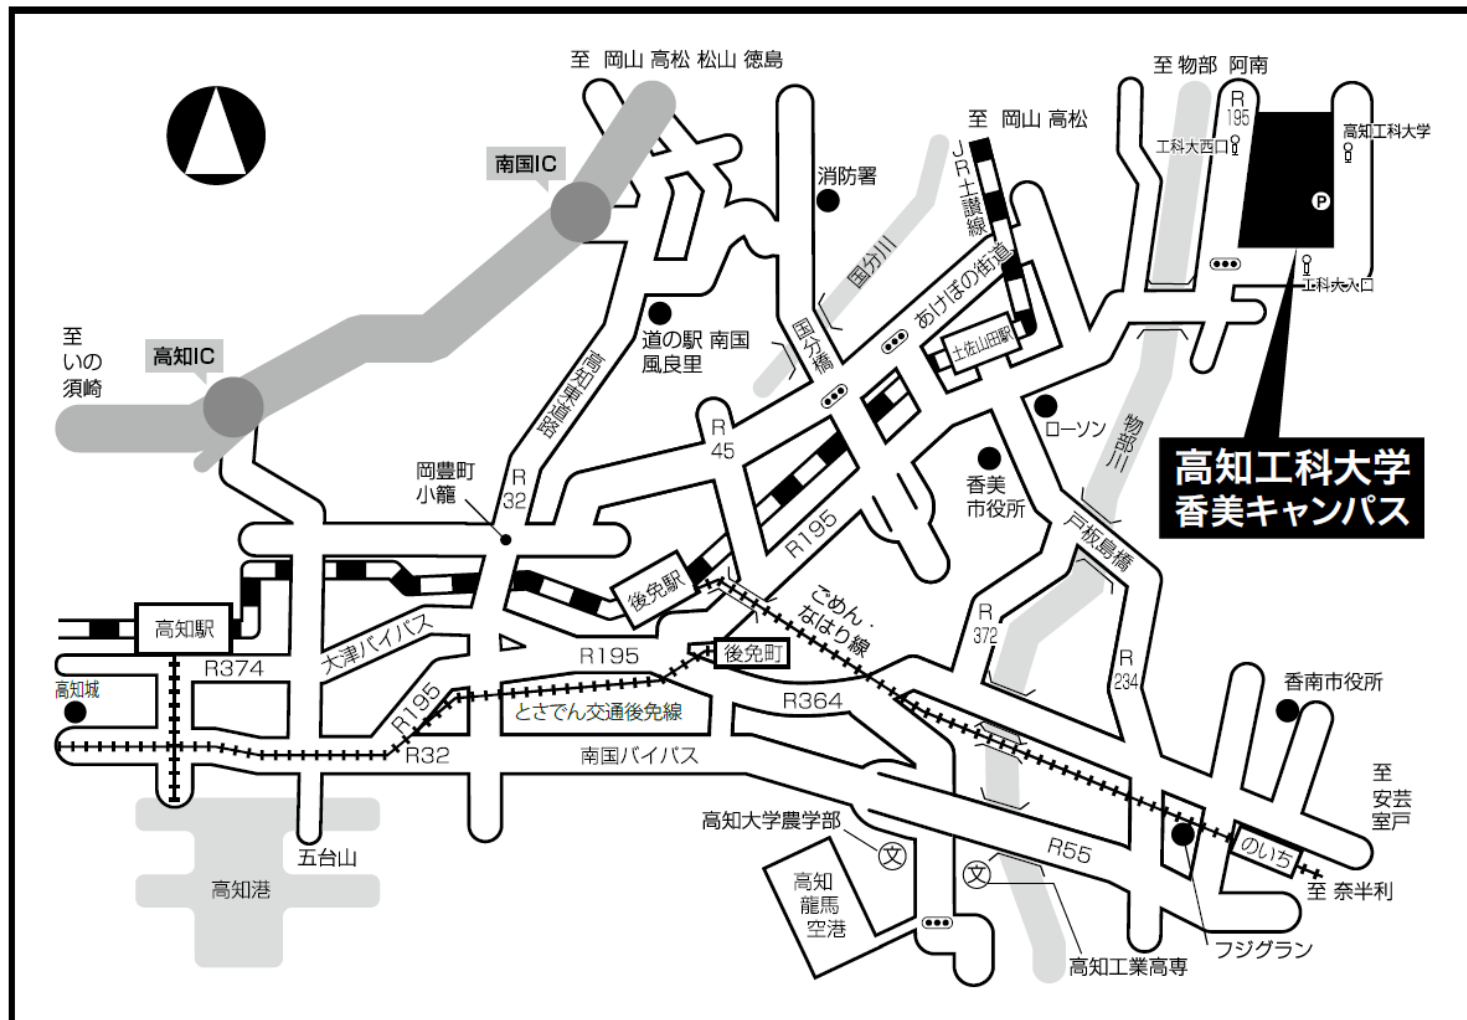 至 岡山 高松 松山 徳島
至 物部 阿南
R
195
高知工科大学
工科大西口
至 岡山 高松
JR土讃線
南国IC
消防署
P
国分川
あけぼの街道
工科大入口
道の駅 南国
風良里
国分橋
土佐山田駅
至
いの
須崎
高知IC
高知東道路
R
45
ローソン
物部川
高知工科大学
香美キャンパス
岡豊町
小籠
R
32
香美
市役所
R195
戸板島橋
後免駅
ごめん・
なはり線
高知駅
大津バイパス
R
372
R374
R195
後免町
R
234
高知城
R195
とさでん交通後免線
R364
香南市役所
R32
南国バイパス
至
安芸
室戸
高知大学農学部
文
R55
のいち
五台山
高知港
高知
龍馬
空港
文
至 奈半利
高知工業高専
フジグラン